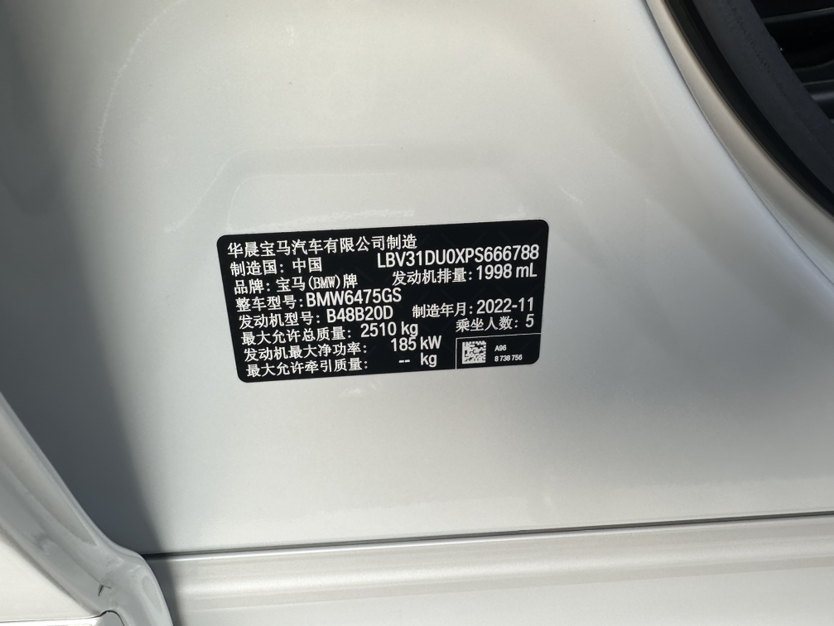 华晨宝马汽车有限公司制造
制造国：中国 LBV31DU0XPS666788
品牌：宝马(BMW)牌 发动机排量：1998 mL
整车型号：BMW6475GS
发动机型号：B48B20D 制造年月：2022-11
最大允许总质量：2510 kg 乘坐人数：5
发动机最大净功率：185 kW
最大允许牵引质量：-- kg
A96
8 738 756